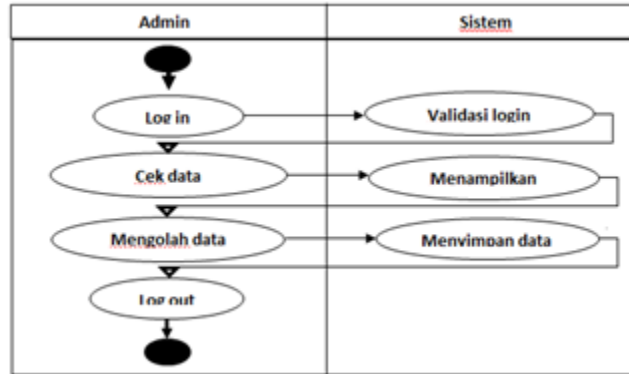 Admin
Sistem
Log in
Validasi login
Cek data
Menampilkan
Mengolah data
Menyimpan data
Log out